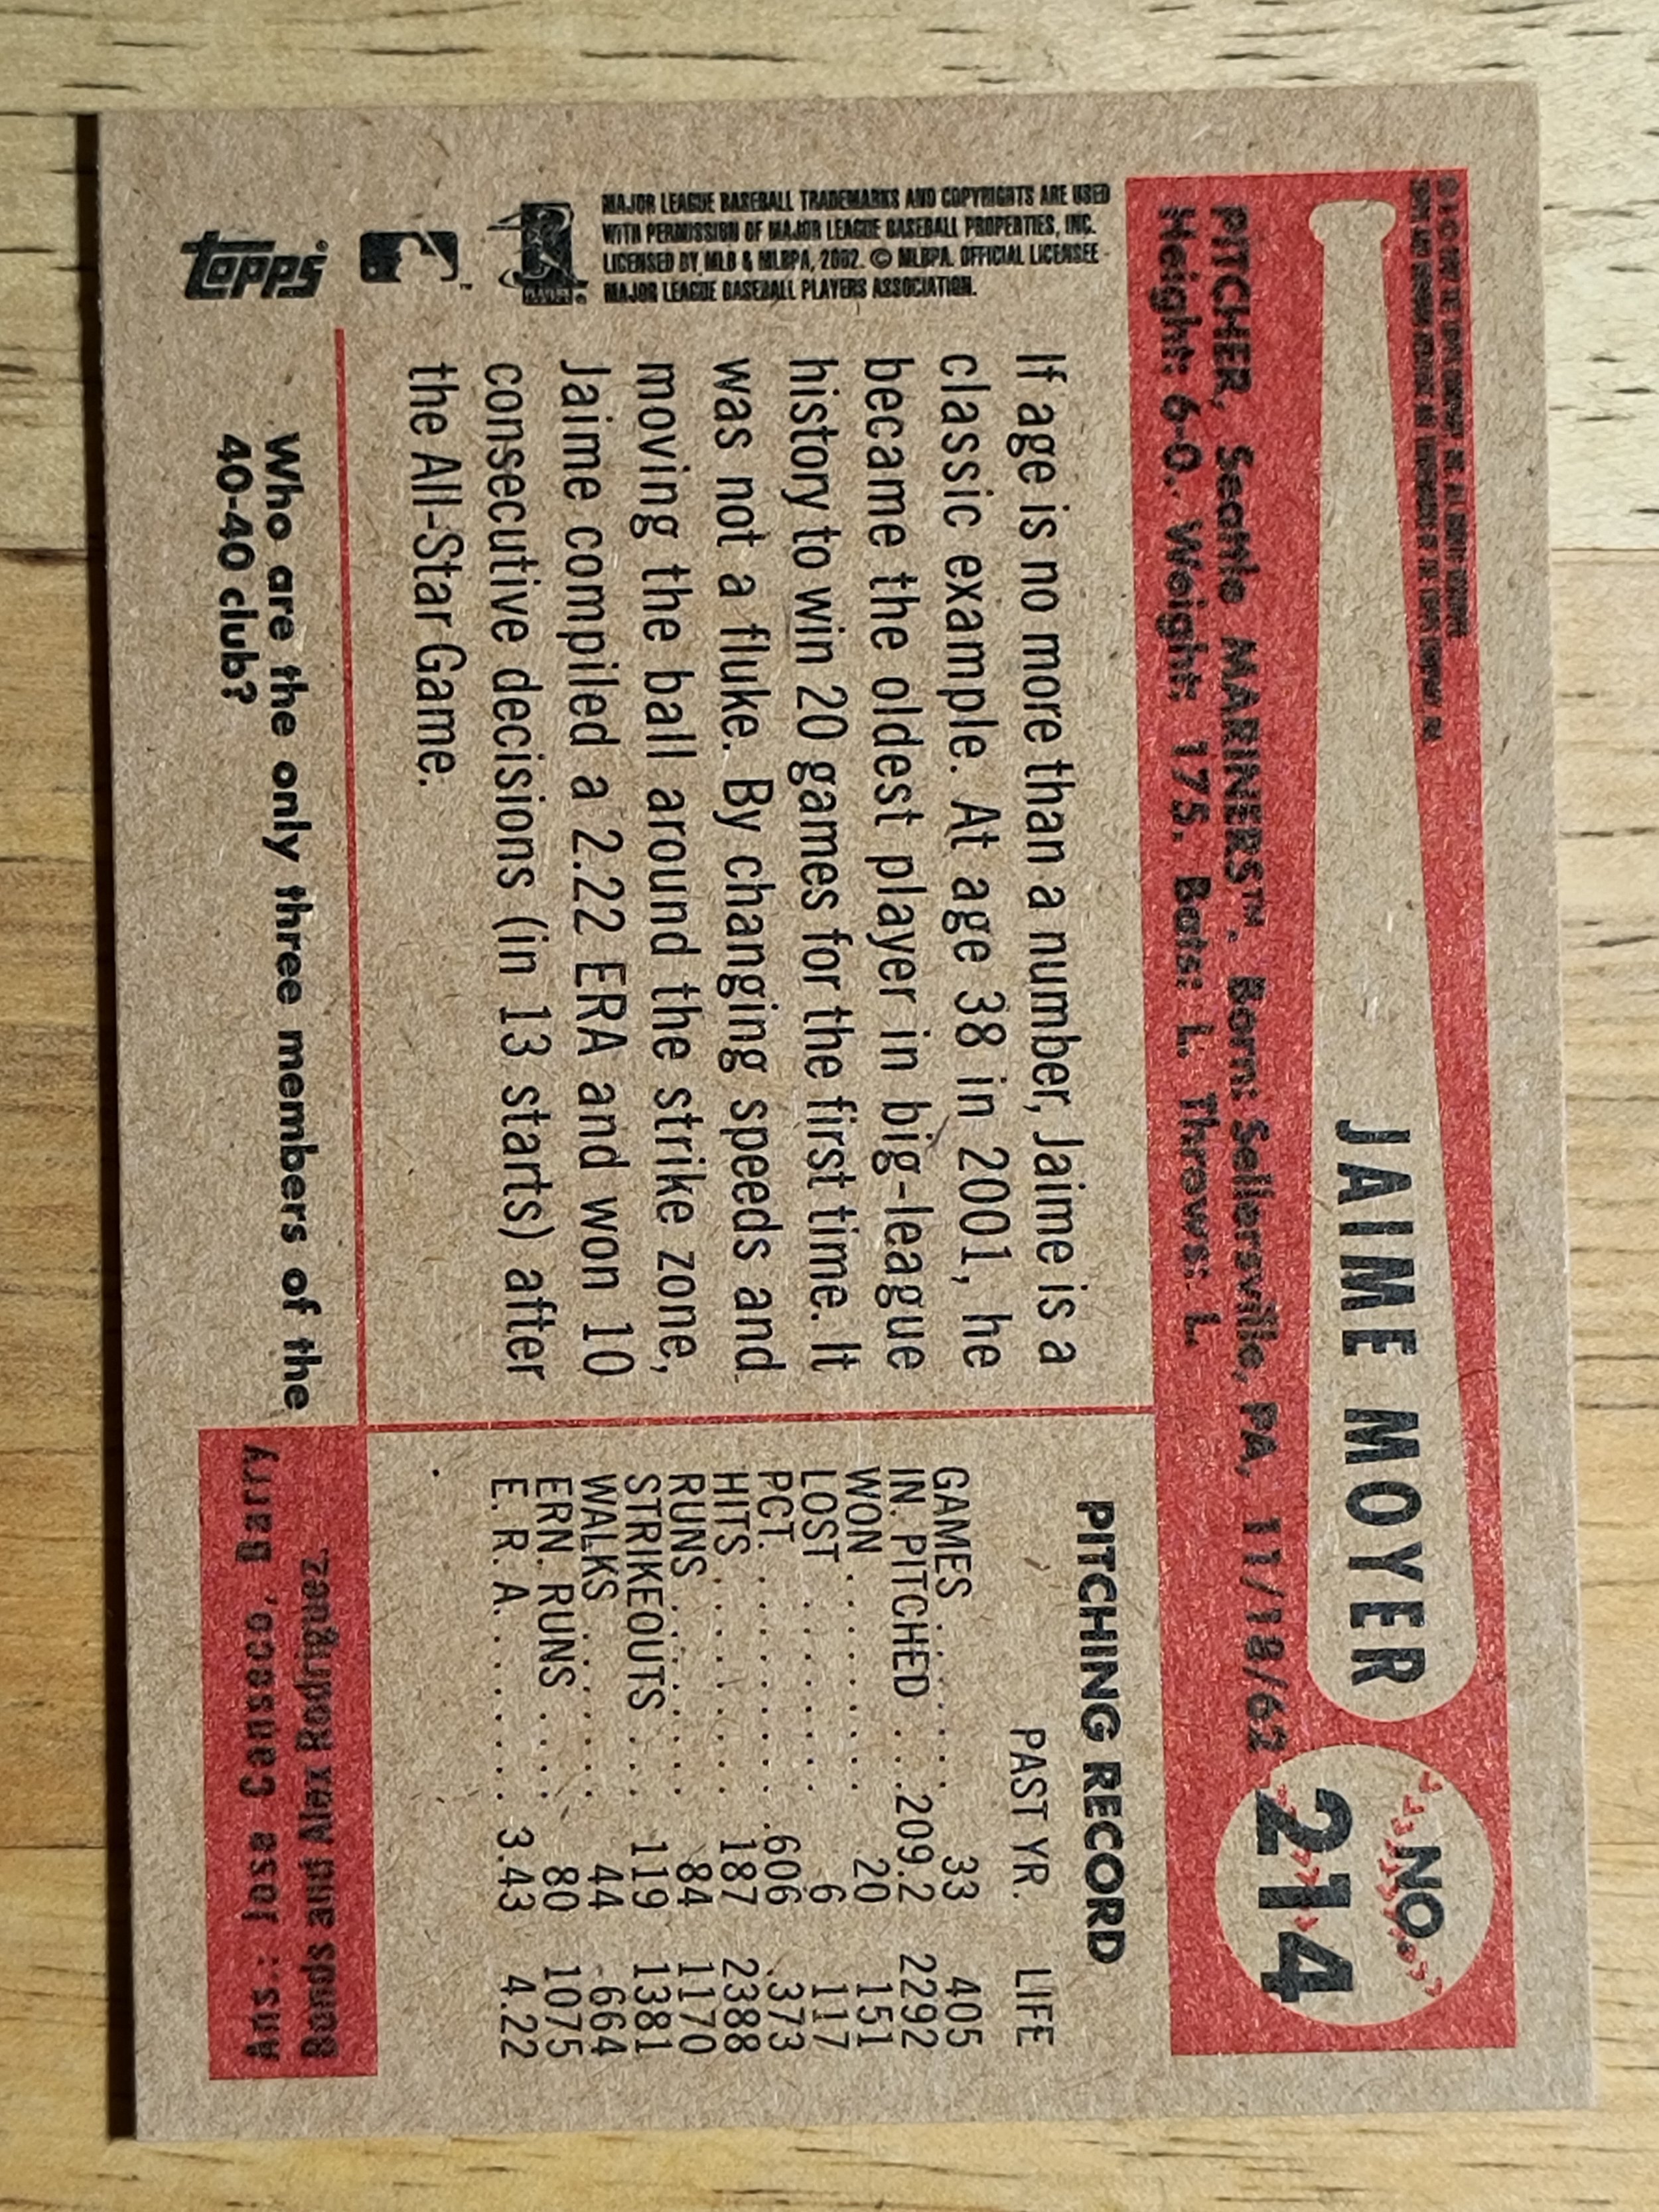 JAIME MOYER
NO.
214
PITCHER, Seattle MARINERS™. Born: Sellersville, PA, 11/18/62
Height: 6-0. Weight: 175. Bats: L. Throws: L.
MAJOR LEAGUE BASEBALL TRADEMARKS AND COPYRIGHTS ARE USED
WITH PERMISSION OF MAJOR LEAGUE BASEBALL PROPERTIES, INC.
LICENSED BY MLB & MLBPA, 2002. © MLBPA. OFFICIAL LICENSEE -
MAJOR LEAGUE BASEBALL PLAYERS ASSOCIATION.
topps®
If age is no more than a number, Jaime is a
classic example. At age 38 in 2001, he
became the oldest player in big-league
history to win 20 games for the first time. It
was not a fluke. By changing speeds and
moving the ball around the strike zone,
Jaime compiled a 2.22 ERA and won 10
consecutive decisions (in 13 starts) after
the All-Star Game.
PITCHING RECORD
PAST YR. LIFE
GAMES ..... 33 405
IN. PITCHED ...209.2 2292
WON ........ 20 151
LOST ........ 6 117
PCT. ........ .606 .373
HITS ........ 187 2388
RUNS ....... 84 1170
STRIKEOUTS ... 119 1381
WALKS ...... 44 664
ERN. RUNS .... 80 1075
E. R. A. ....... 3.43 4.22
Who are the only three members of the
40-40 club?
Ans.: Jose Canseco, Barry
Bonds and Alex Rodriguez.